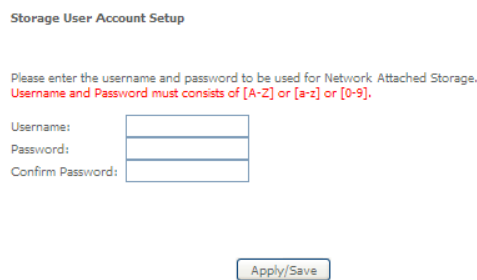 Storage User Account Setup
Please enter the username and password to be used for Network Attached Storage.
Username and Password must consists of [A-Z] or [a-z] or [0-9].
Username:
Password:
Confirm Password:
Apply/Save